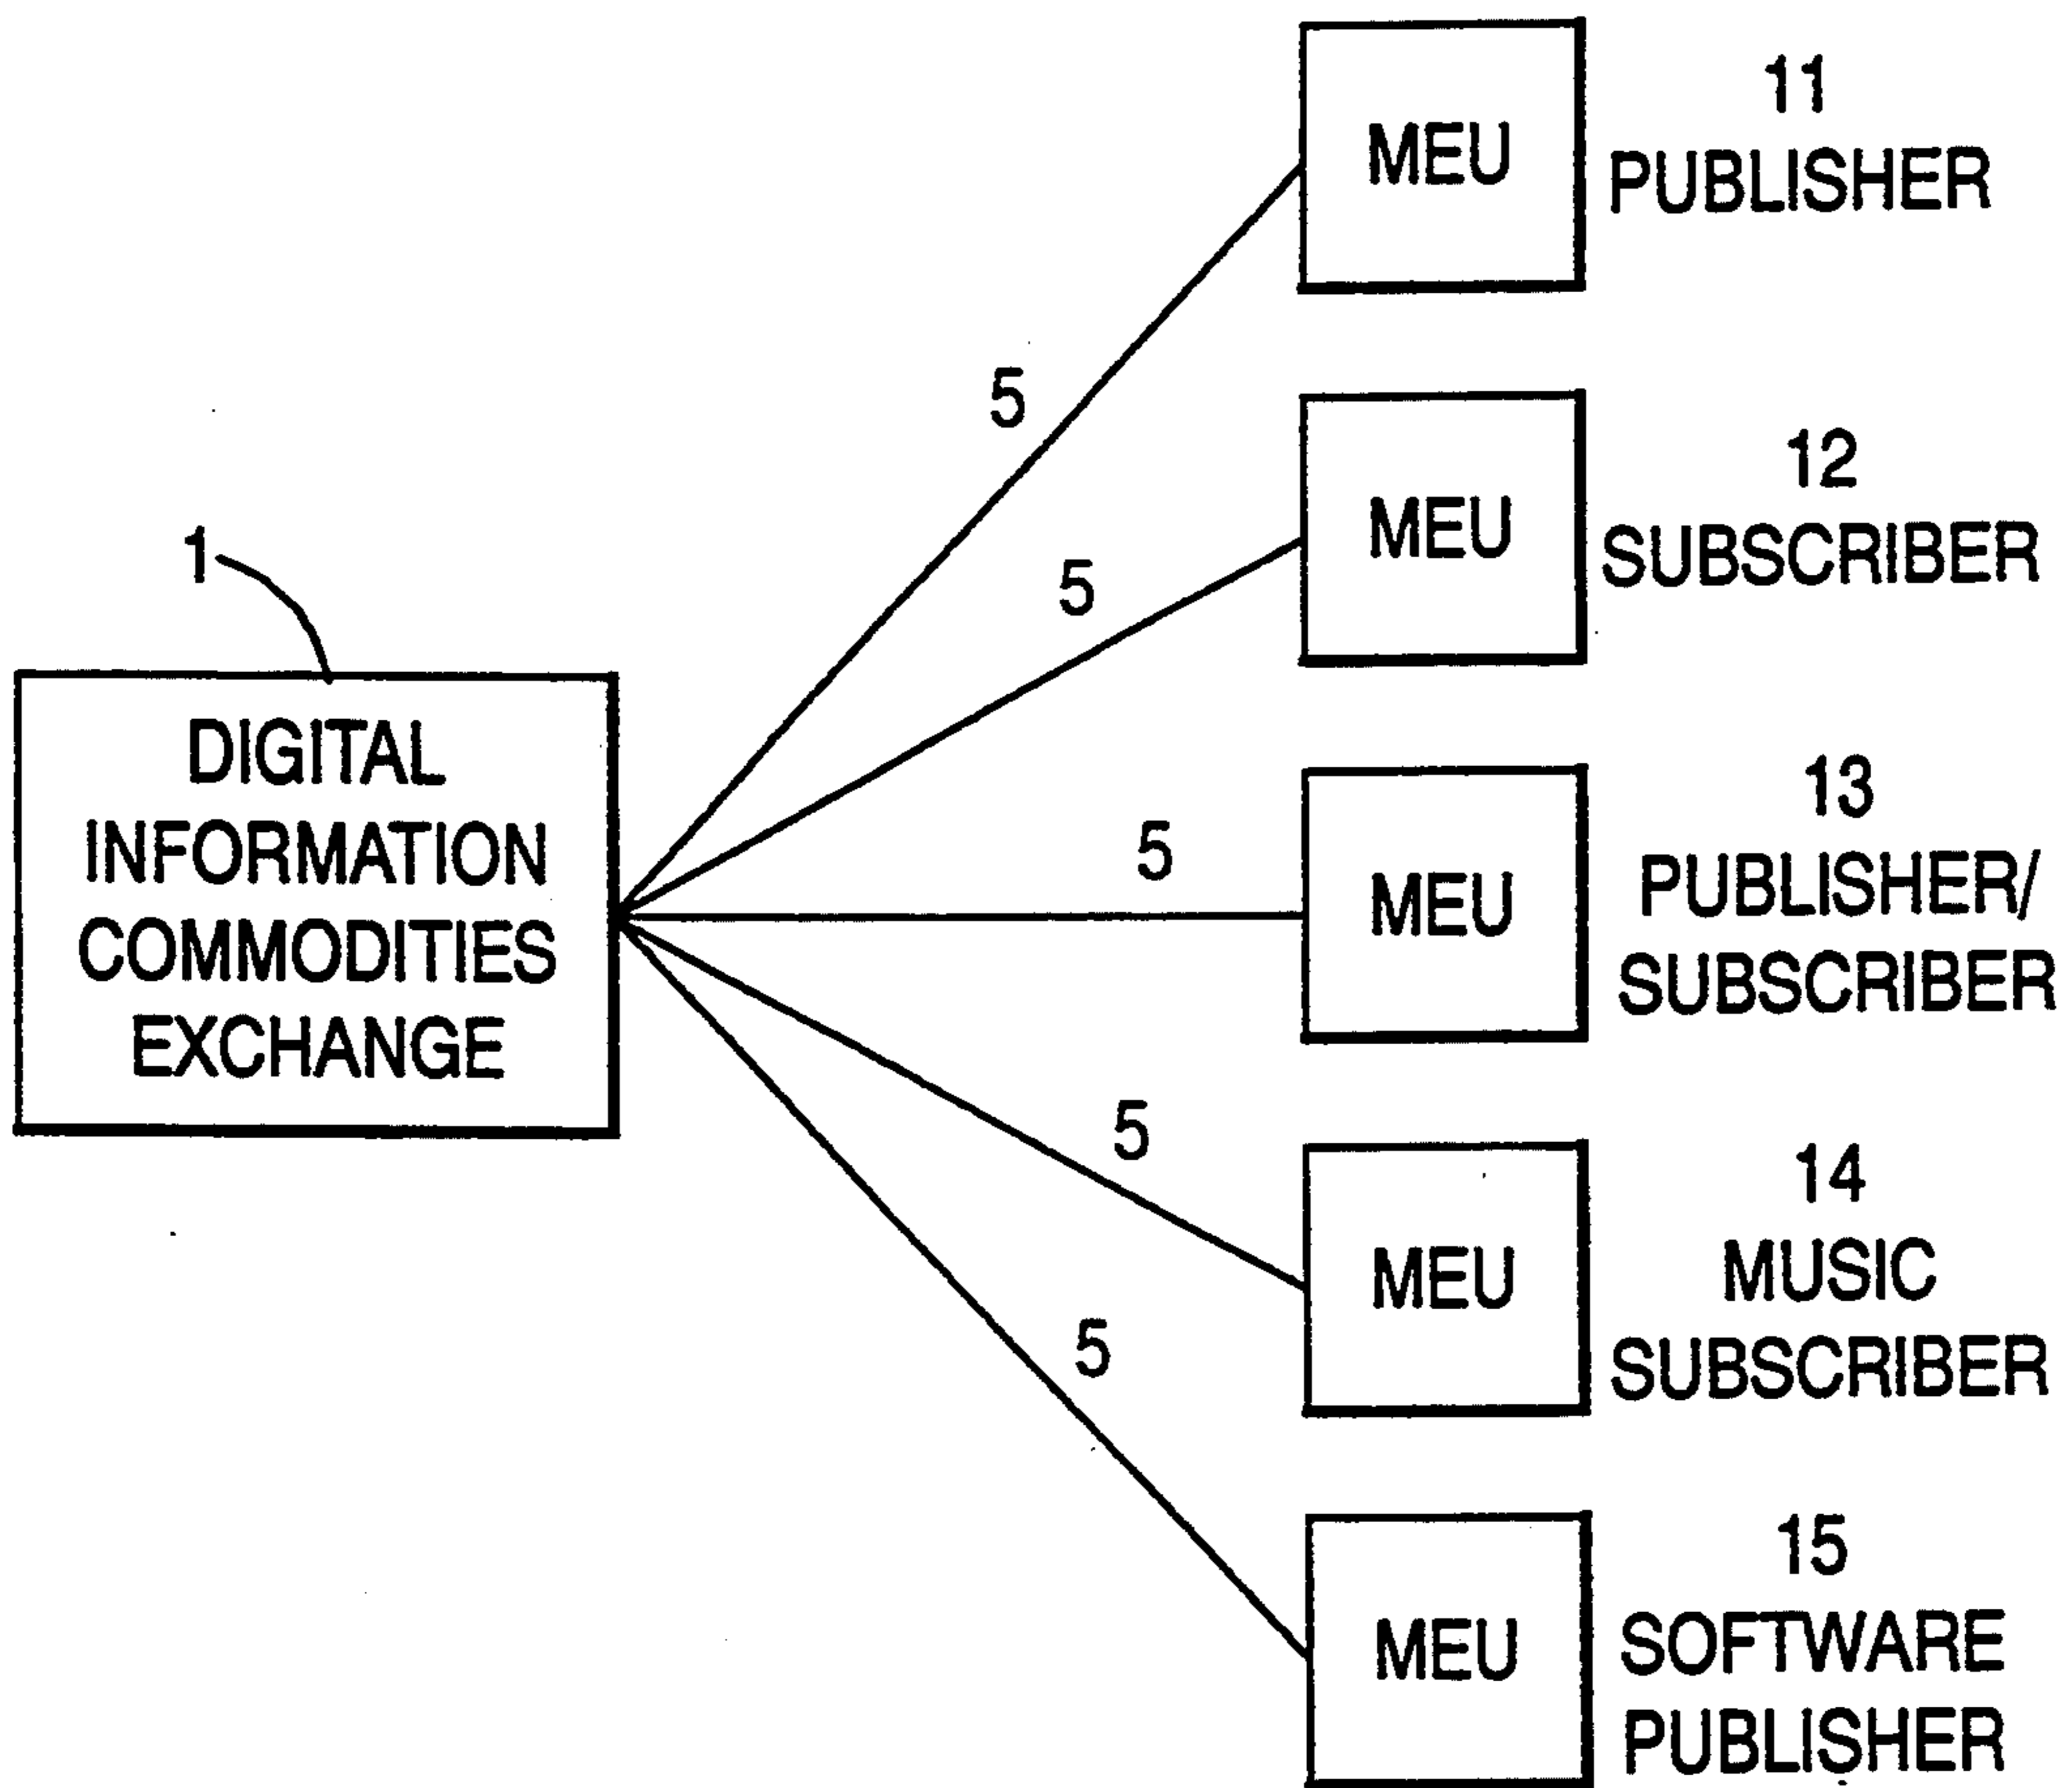 1
DIGITAL
INFORMATION
COMMODITIES
EXCHANGE
5
5
5
5
5
MEU
11
PUBLISHER
MEU
12
SUBSCRIBER
MEU
13
PUBLISHER/
SUBSCRIBER
MEU
14
MUSIC
SUBSCRIBER
MEU
15
SOFTWARE
PUBLISHER